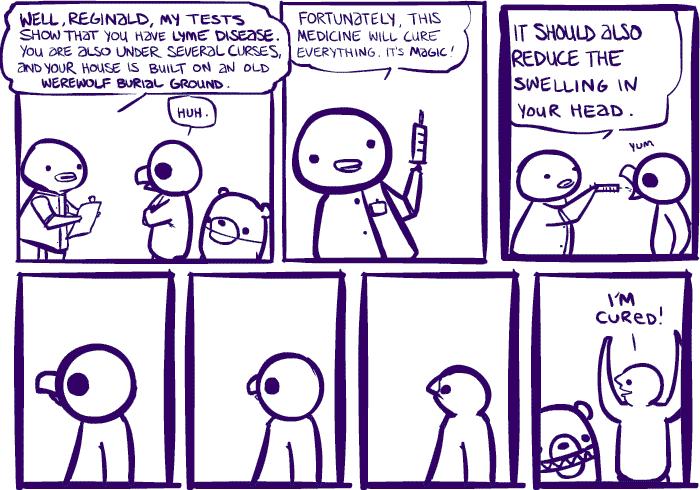 WELL, REGINALD, MY TESTS
SHOW THAT YOU HAVE LYME DISEASE.
YOU ARE ALSO UNDER SEVERAL CURSES,
AND YOUR HOUSE IS BUILT ON AN OLD
WEREWOLF BURIAL GROUND.
HUH.
FORTUNATELY, THIS
MEDICINE WILL CURE
EVERYTHING. IT'S MAGIC!
IT SHOULD ALSO
REDUCE THE
SWELLING IN
YOUR HEAD.
YUM
I'M
CURED!